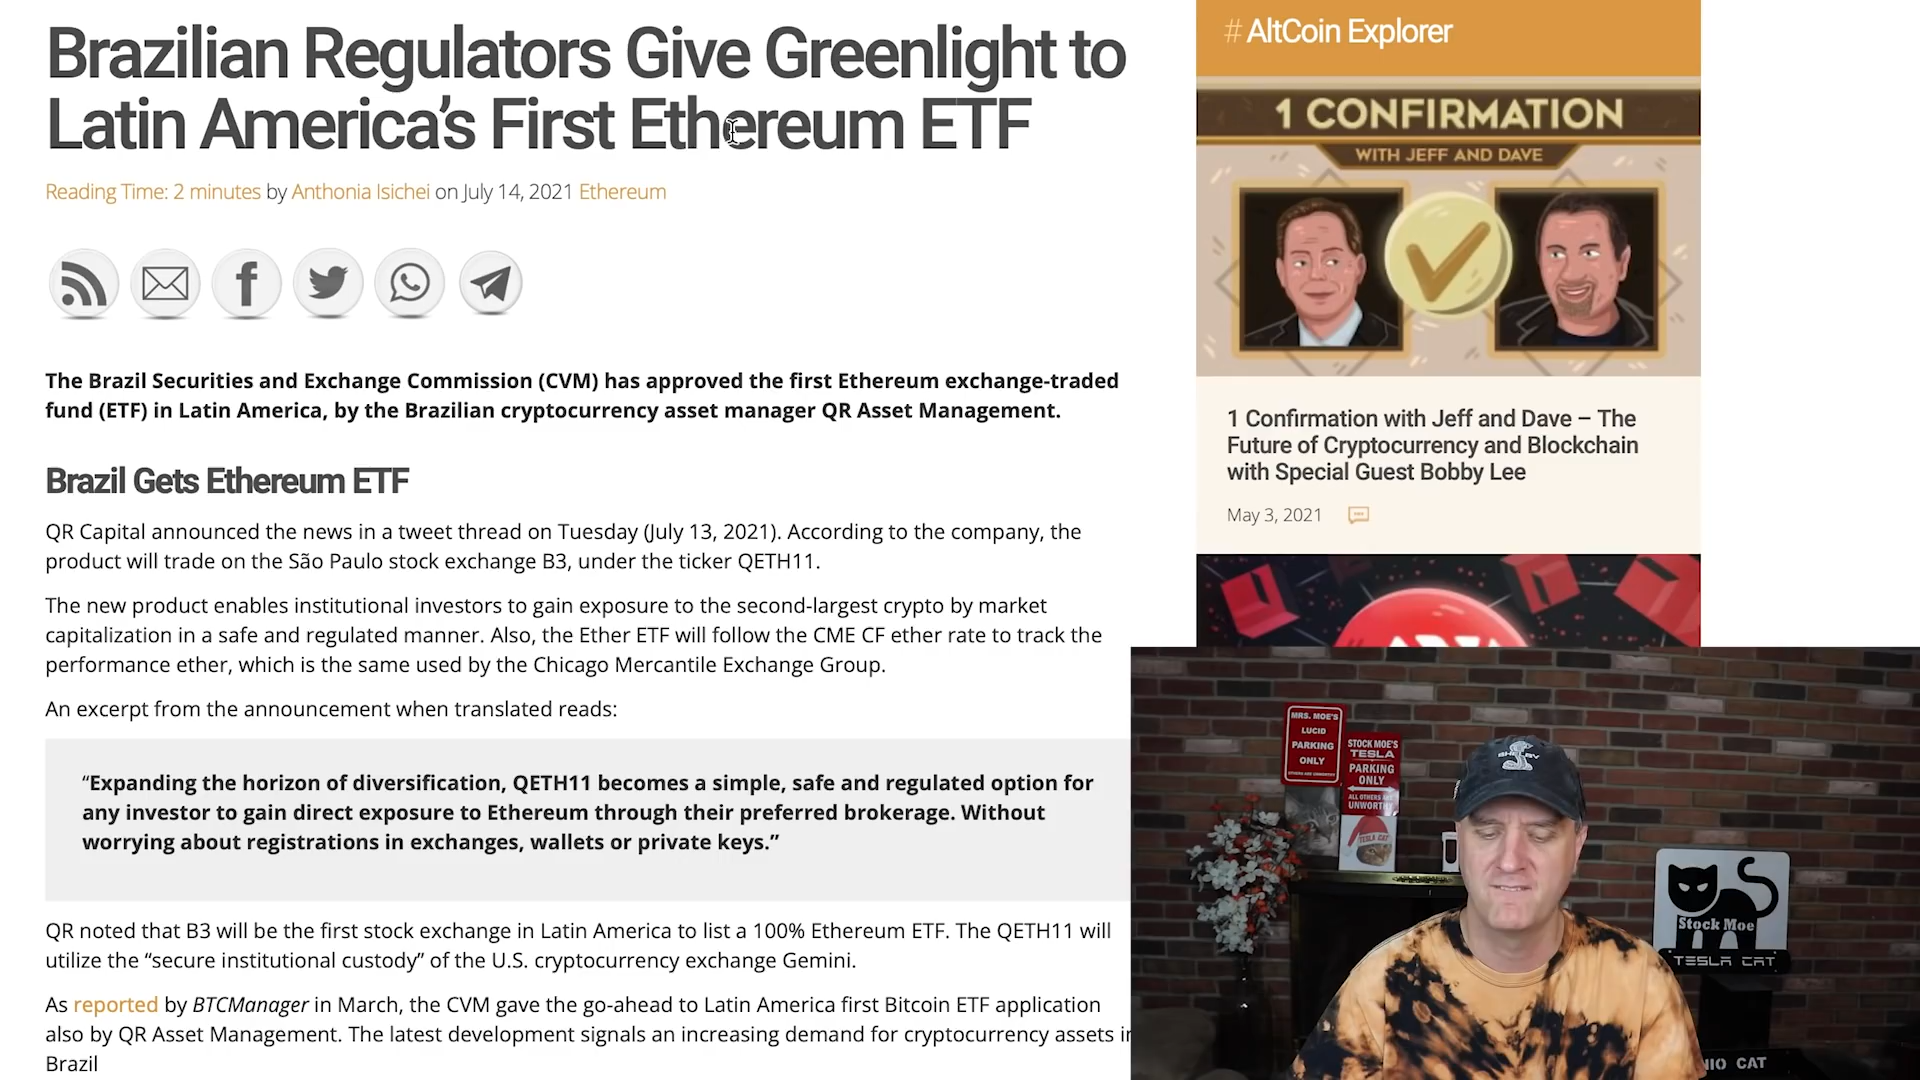 Brazilian Regulators Give Greenlight to
Latin America's First Ethereum ETF
Reading Time: 2 minutes by Anthonia Isichei on July 14, 2021 Ethereum
The Brazil Securities and Exchange Commission (CVM) has approved the first Ethereum exchange-traded
fund (ETF) in Latin America, by the Brazilian cryptocurrency asset manager QR Asset Management.
Brazil Gets Ethereum ETF
QR Capital announced the news in a tweet thread on Tuesday (July 13, 2021). According to the company, the
product will trade on the São Paulo stock exchange B3, under the ticker QETH11.
The new product enables institutional investors to gain exposure to the second-largest crypto by market
capitalization in a safe and regulated manner. Also, the Ether ETF will follow the CME CF ether rate to track the
performance ether, which is the same used by the Chicago Mercantile Exchange Group.
An excerpt from the announcement when translated reads:
“Expanding the horizon of diversification, QETH11 becomes a simple, safe and regulated option for
any investor to gain direct exposure to Ethereum through their preferred brokerage. Without
worrying about registrations in exchanges, wallets or private keys.”
QR noted that B3 will be the first stock exchange in Latin America to list a 100% Ethereum ETF. The QETH11 will
utilize the “secure institutional custody” of the U.S. cryptocurrency exchange Gemini.
As reported by BTCManager in March, the CVM gave the go-ahead to Latin America first Bitcoin ETF application
also by QR Asset Management. The latest development signals an increasing demand for cryptocurrency assets in
Brazil
# AltCoin Explorer
1 CONFIRMATION
WITH JEFF AND DAVE
1 Confirmation with Jeff and Dave – The
Future of Cryptocurrency and Blockchain
with Special Guest Bobby Lee
May 3, 2021
MRS. MOE'S
LUCID
PARKING
ONLY
STOCK MOE'S
TESLA
PARKING
ONLY
ALL OTHERS ARE
UNWORTHY
TESLA CAT
SHELBY
Stock Moe
TESLA CAT
CAT